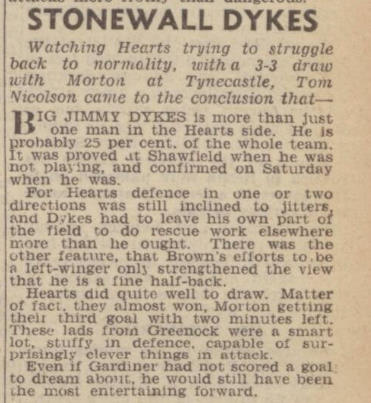 attacks more frothy than dangerous.
STONEWALL DYKES
Watching Hearts trying to struggle
back to normality, with a 3-3 draw
with Morton at Tynecastle, Tom
Nicolson came to the conclusion that—
BIG JIMMY DYKES is more than just
one man in the Hearts side. He is
probably 25 per cent. of the whole team.
It was proved at Shawfield when he was
not playing, and confirmed on Saturday
when he was.
For Hearts defence in one or two
directions was still inclined to jitters,
and Dykes had to leave his own part of
the field to do rescue work elsewhere
more than he ought. There was the
other feature, that Brown's efforts to be
a left-winger only strengthened the view
that he is a fine half-back.
Hearts did quite well to draw. Matter
of fact, they almost won, Morton getting
their third goal with two minutes left.
These lads from Greenock were a smart
lot, stuffy in defence, capable of sur-
prisingly clever things in attack.
Even if Gardiner had not scored a goal
to dream about, he would still have been
the most entertaining forward.